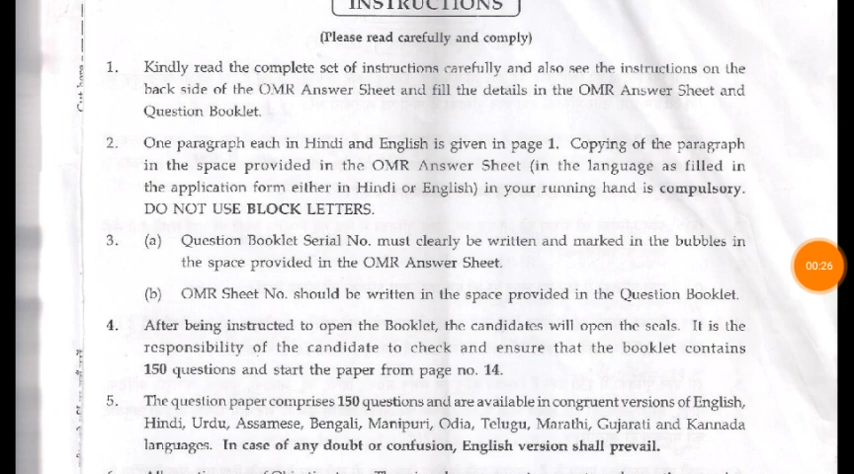 INSTRUCTIONS
(Please read carefully and comply)
1. Kindly read the complete set of instructions carefully and also see the instructions on the
back side of the OMR Answer Sheet and fill the details in the OMR Answer Sheet and
Question Booklet.
2. One paragraph each in Hindi and English is given in page 1. Copying of the paragraph
in the space provided in the OMR Answer Sheet (in the language as filled in
the application form either in Hindi or English) in your running hand is compulsory.
DO NOT USE BLOCK LETTERS.
3. (a) Question Booklet Serial No. must clearly be written and marked in the bubbles in
the space provided in the OMR Answer Sheet.
(b) OMR Sheet No. should be written in the space provided in the Question Booklet.
4. After being instructed to open the Booklet, the candidates will open the seals. It is the
responsibility of the candidate to check and ensure that the booklet contains
150 questions and start the paper from page no. 14.
5. The question paper comprises 150 questions and are available in congruent versions of English,
Hindi, Urdu, Assamese, Bengali, Manipuri, Odia, Telugu, Marathi, Gujarati and Kannada
languages. In case of any doubt or confusion, English version shall prevail.
00:26